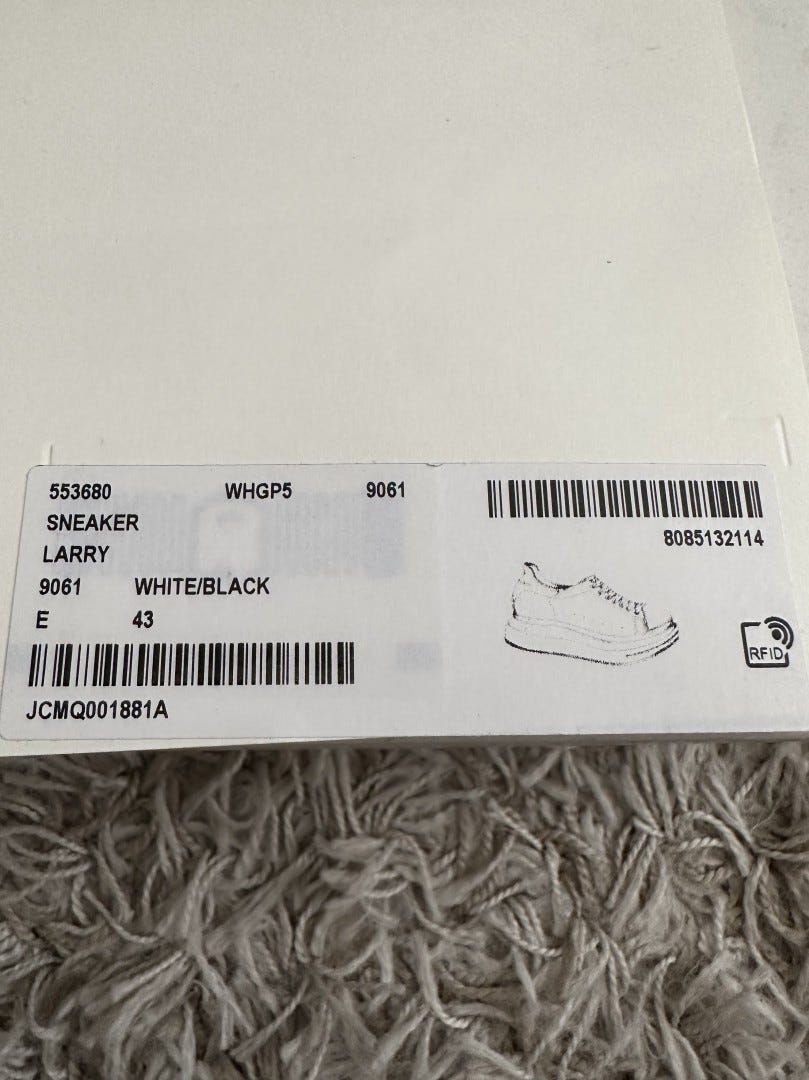 553680 WHGP5 9061
SNEAKER
LARRY
9061 WHITE/BLACK
E 43
JCMQ001881A
8085132114
RFID